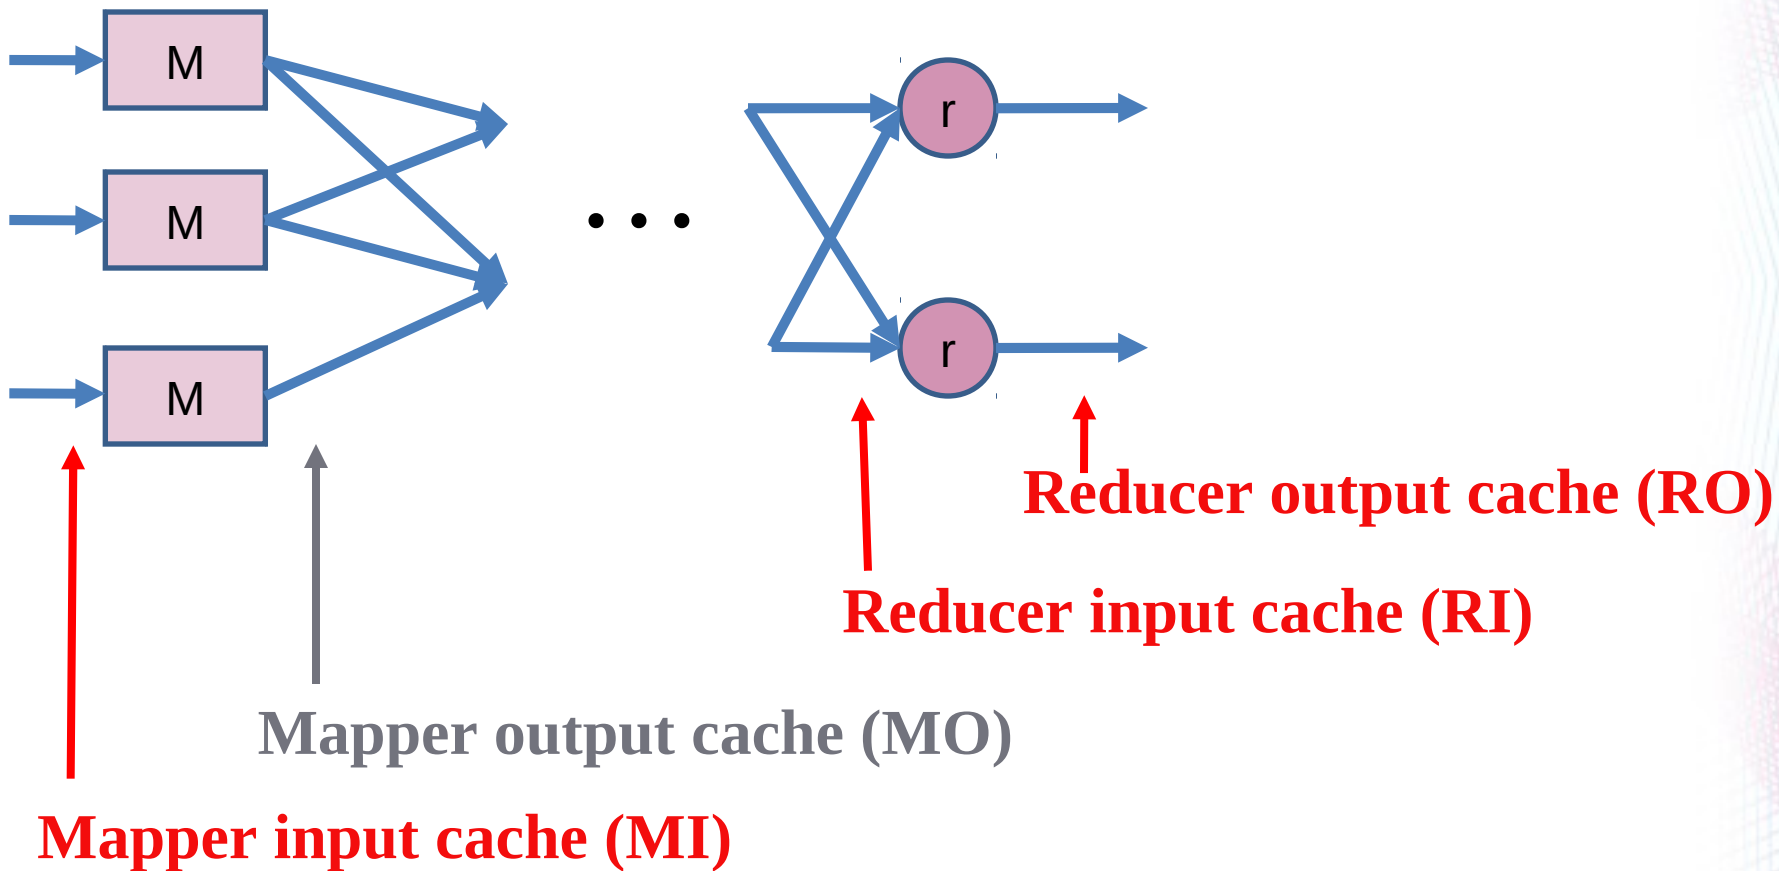 M
M
M
...
r
r
Reducer output cache (RO)
Reducer input cache (RI)
Mapper output cache (MO)
Mapper input cache (MI)